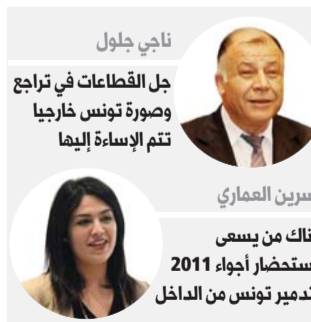 ناجي جلول
جل القطاعات في تراجع
وصورة تونس خارجيا
تتم الإساءة إليها
سرين العماري
ناك من يسعى
ستحضار أجواء 2011
تدمير تونس من الداخل